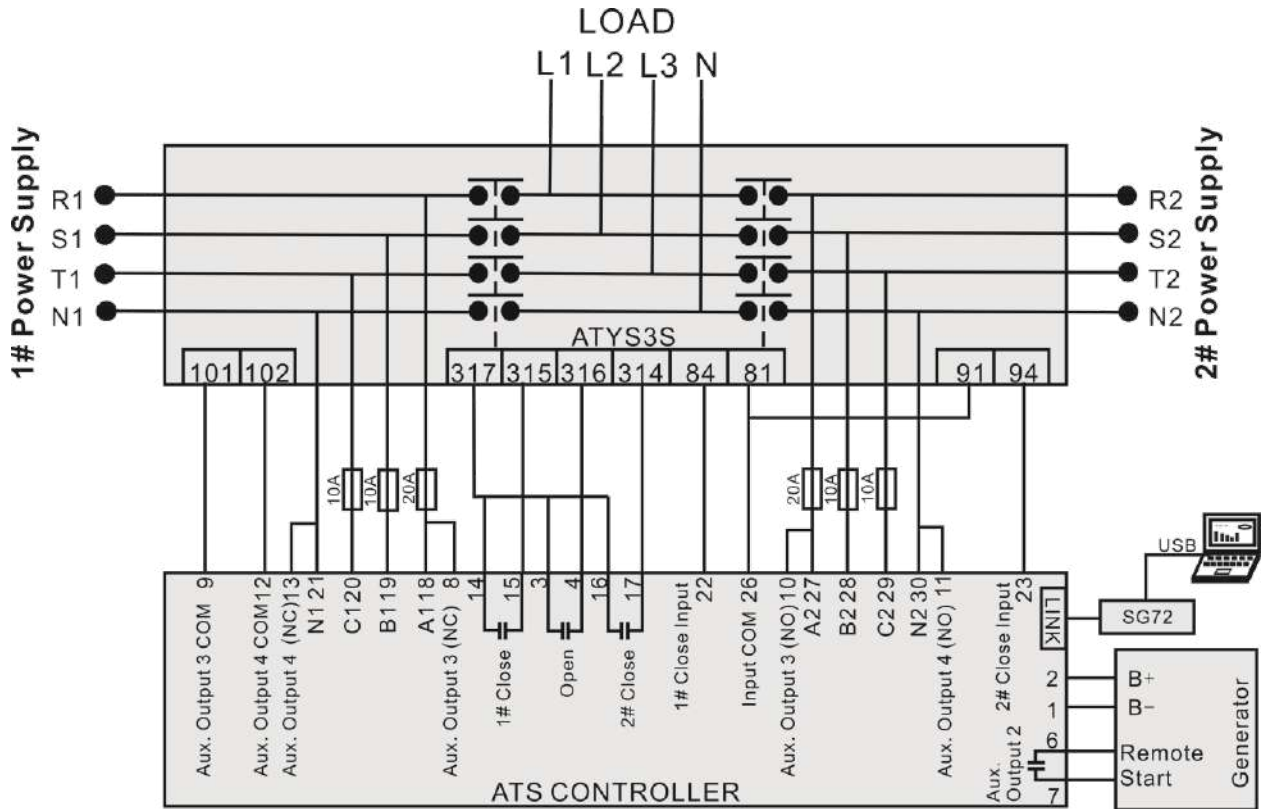 LOAD
L1 L2 L3 N
1# Power Supply
R1
S1
T1
N1
2# Power Supply
R2
S2
T2
N2
ATYS3S
101 102 317 315 316 314 84 81 91 94
10A 10A 20A
20A 10A 10A
USB
Aux. Output 3 COM 9
Aux. Output 4 COM 12
Aux. Output 4 (NC) 13
N1 21
C1 20
B1 19
A1 18
Aux. Output 3 (NC) 8
14
15
1# Close
3
4
Open
16
17
2# Close
1# Close Input 22
Input COM 26
Aux. Output 3 (NO) 10
A2 27
B2 28
C2 29
N2 30
Aux. Output 4 (NO) 11
2# Close Input 23
LINK
SG72
2
1
6
7
Aux.
Output 2
B+
B-
Remote
Start
Generator
ATS CONTROLLER